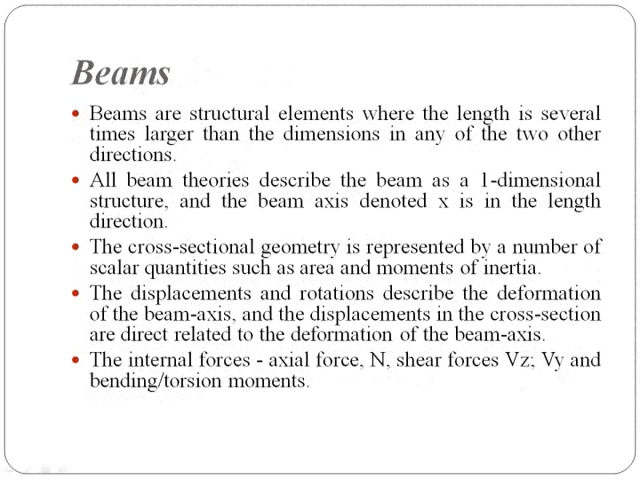 Beams
• Beams are structural elements where the length is several
times larger than the dimensions in any of the two other
directions.
• All beam theories describe the beam as a 1-dimensional
structure, and the beam axis denoted x is in the length
direction.
• The cross-sectional geometry is represented by a number of
scalar quantities such as area and moments of inertia.
• The displacements and rotations describe the deformation
of the beam-axis, and the displacements in the cross-section
are direct related to the deformation of the beam-axis.
• The internal forces - axial force, N, shear forces Vz; Vy and
bending/torsion moments.